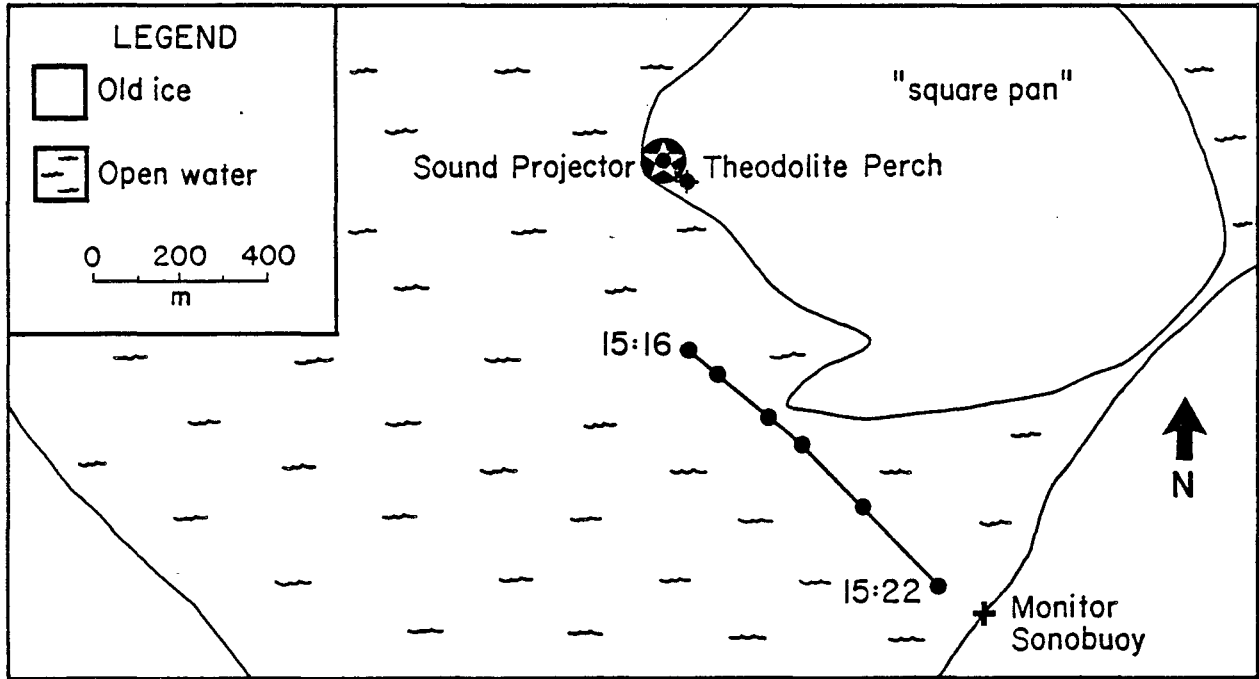 LEGEND
Old ice
Open water
0 200 400
m
"square pan"
Sound Projector
Theodolite Perch
15:16
15:22
N
Monitor
Sonobuoy